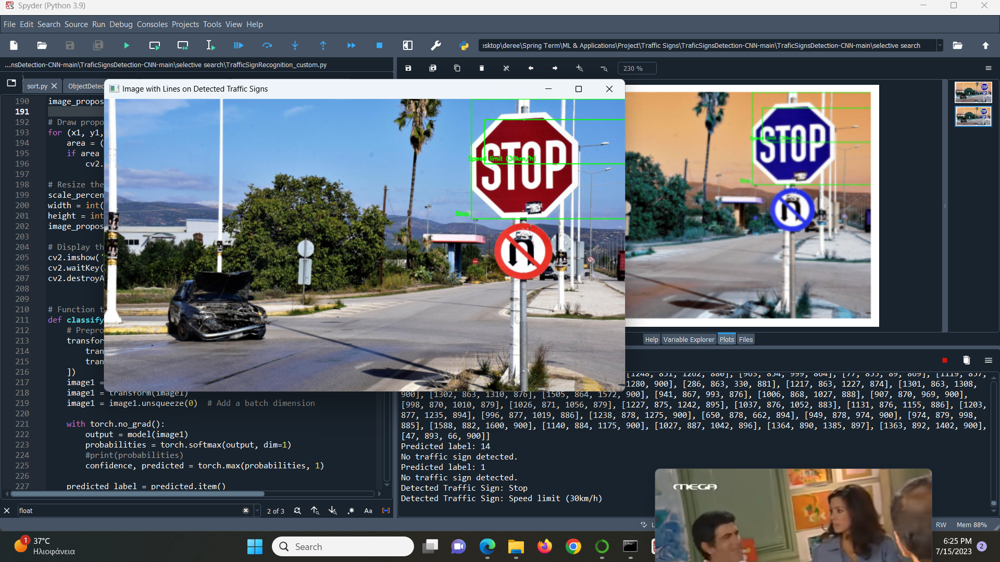 Spyder (Python 3.9)
File Edit Search Source Run Debug Consoles Projects Tools View Help
esktop\deree\Spring Term\ML & Applications\Project\Traffic Signs\TraficSignsDetection-CNN-main\TraficSignsDetection-CNN-main\selective search
...nsDetection-CNN-main\TraficSignsDetection-CNN-main\selective search\TrafficSignRecognition_custom.py
230 %
sort.py ObjectDetec
Image with Lines on Detected Traffic Signs
190 image_propos
191
192 # Draw propo
193 for (x1, y1,
194 area = (
195 if area
196 cv2.
197
198 # Resize the
199 scale_percen
200 width = int(
201 height = int
202 image_propos
203
204 # Display th
205 cv2.imshow('
206 cv2.waitKey(
207 cv2.destroyA
208
209
210 # Function t
211 def classify
212 # Prepro
213 transfor
214 tran
215 tran
216 ])
217 image1 =
218 image1 = transform(image1)
219 image1 = image1.unsqueeze(0) # Add a batch dimension
220
221 with torch.no_grad():
222 output = model(image1)
223 probabilities = torch.softmax(output, dim=1)
224 #print(probabilities)
225 confidence, predicted = torch.max(probabilities, 1)
226
227 predicted_label = predicted.item()
STOP
Speed limit (30km/h)
Stop
STOP
Speed limit (30km/h)
Stop
STOP
STOP
Help Variable Explorer Plots Files
[1248, 851, 1262, 880], [963, 854, 999, 864], [77, 855, 89, 869], [1119, 857,
1280, 900], [286, 863, 330, 881], [1217, 863, 1227, 874], [1301, 863, 1308,
900], [1302, 863, 1310, 876], [1505, 864, 1572, 900], [941, 867, 993, 876], [1006, 868, 1027, 888], [907, 870, 969, 900],
[998, 870, 1010, 879], [1026, 871, 1056, 879], [1227, 875, 1242, 895], [1037, 876, 1052, 883], [1131, 876, 1155, 886], [1203,
877, 1235, 894], [996, 877, 1019, 886], [1238, 878, 1275, 900], [650, 878, 662, 894], [949, 878, 974, 900], [974, 879, 998,
885], [1588, 882, 1600, 900], [1140, 884, 1175, 900], [1027, 887, 1042, 896], [1364, 890, 1385, 897], [1363, 892, 1402, 900],
[47, 893, 66, 900]]
Predicted label: 14
No traffic sign detected.
Predicted label: 1
No traffic sign detected.
Detected Traffic Sign: Stop
Detected Traffic Sign: Speed limit (30km/h)
MEGA
float 2 of 3 .* Aa
L RW Mem 88%
1 37°C
Ηλιοφάνεια
Search
6:25 PM
7/15/2023 2